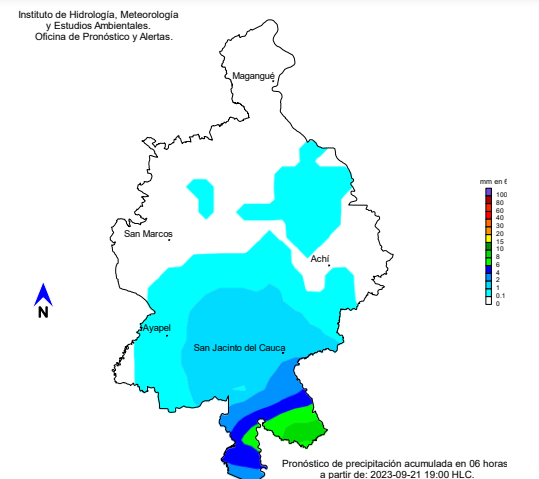 Instituto de Hidrología, Meteorología
y Estudios Ambientales.
Oficina de Pronóstico y Alertas.
Magangué
San Marcos
Achí
Ayapel
San Jacinto del Cauca
N
mm en 6
100
80
60
40
30
20
15
10
8
6
4
2
1
0.1
0
Pronóstico de precipitación acumulada en 06 horas
a partir de: 2023-09-21 19:00 HLC.